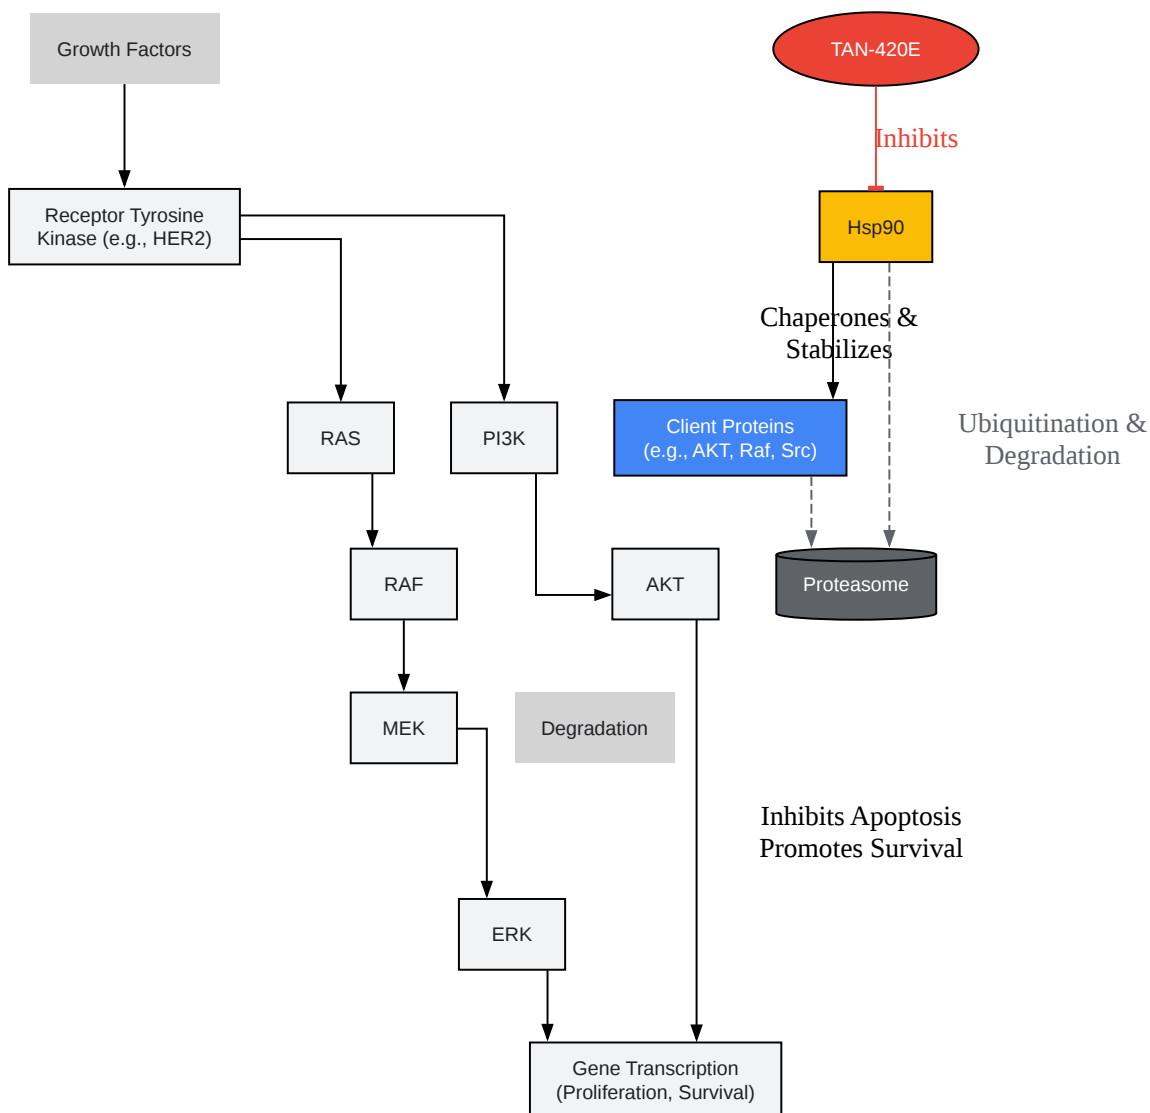 Growth Factors
TAN-420E
Inhibits
Receptor Tyrosine
Kinase (e.g., HER2)
Hsp90
Chaperones &
Stabilizes
RAS
PI3K
Client Proteins
(e.g., AKT, Raf, Src)
Ubiquitination &
Degradation
RAF
AKT
Proteasome
MEK
Degradation
Inhibits Apoptosis
Promotes Survival
ERK
Gene Transcription
(Proliferation, Survival)